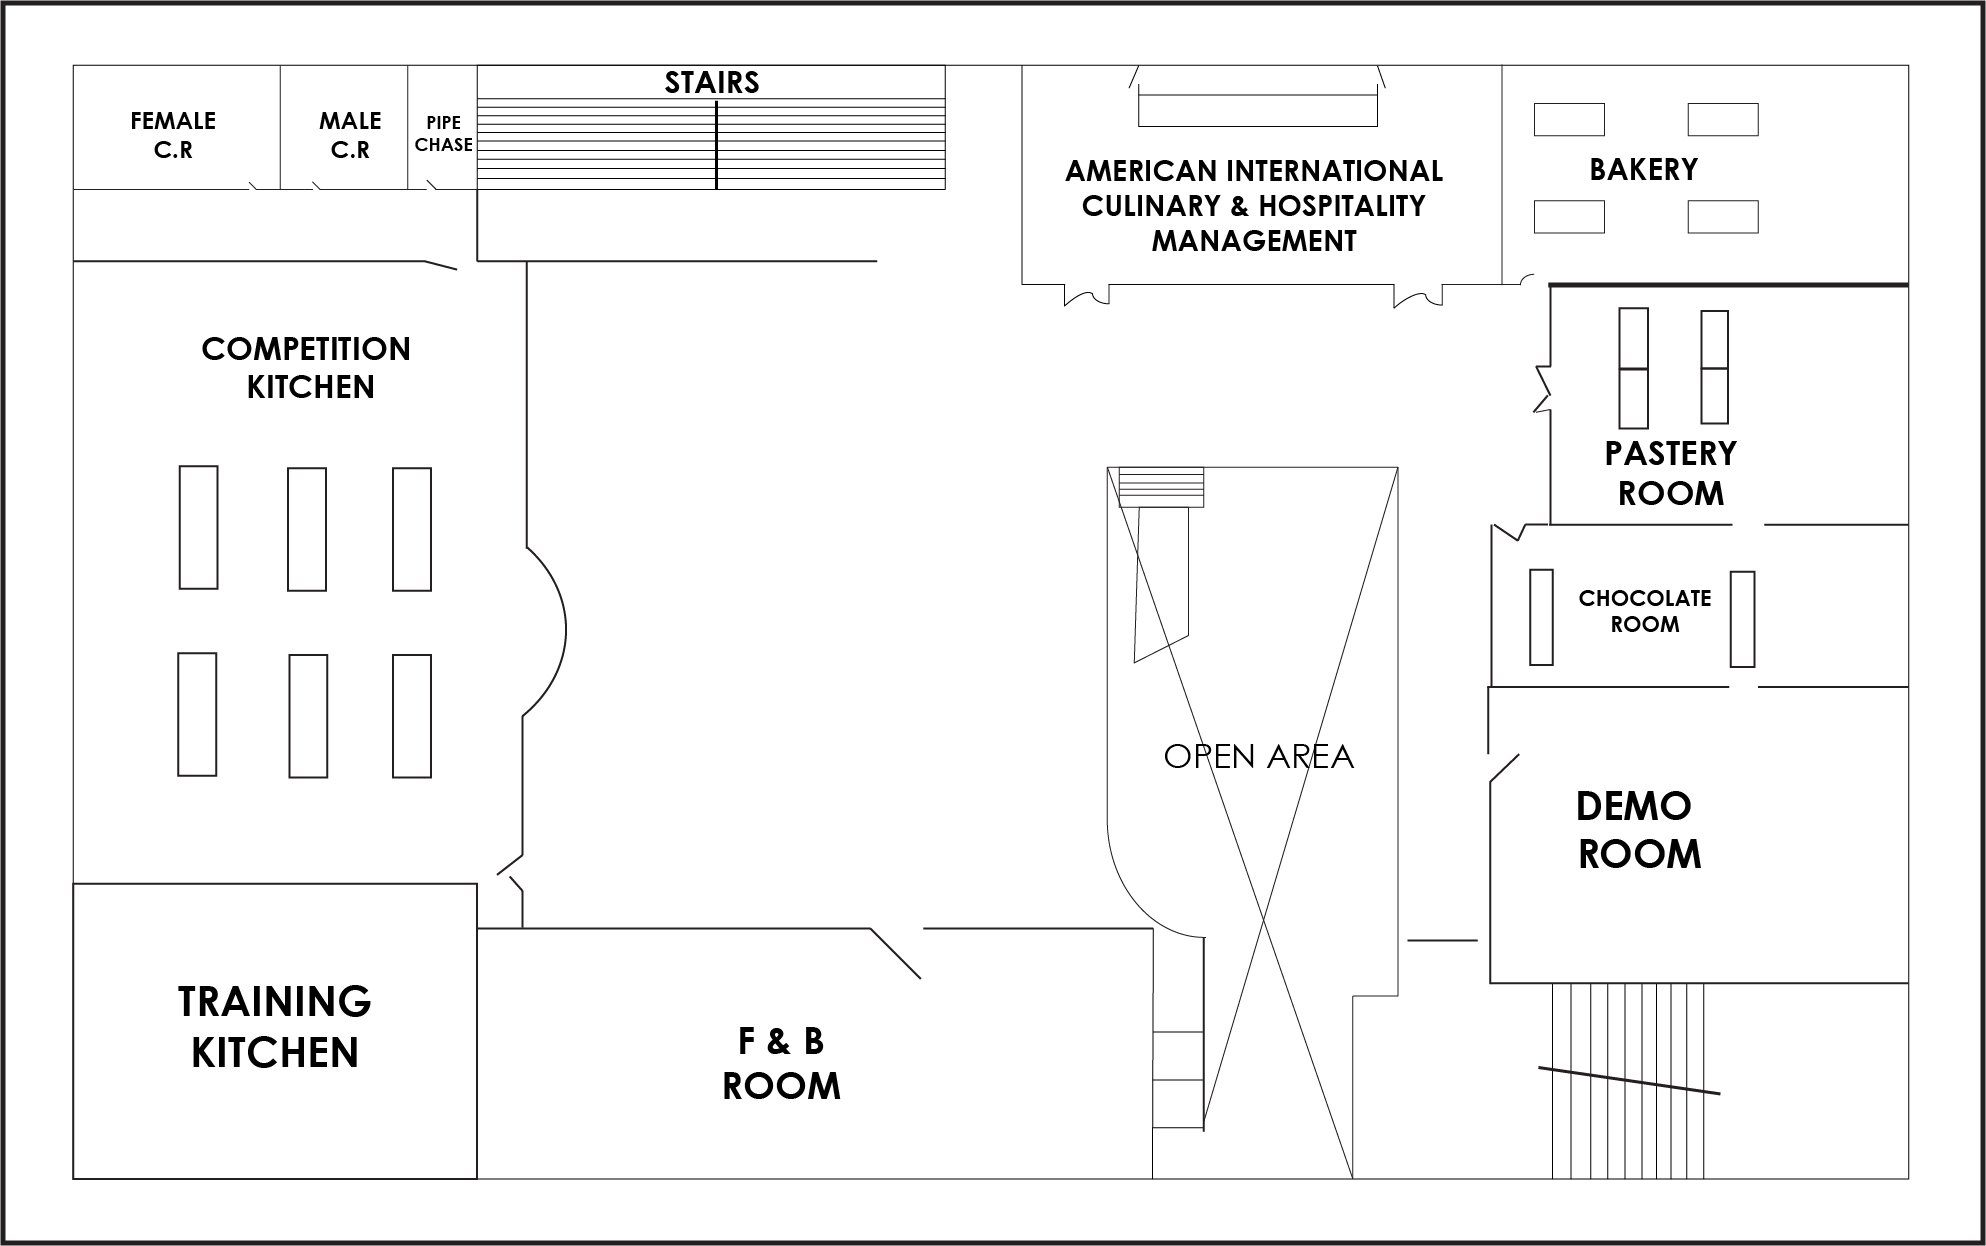 STAIRS
FEMALE
C.R
MALE
C.R
PIPE
CHASE
AMERICAN INTERNATIONAL
CULINARY & HOSPITALITY
MANAGEMENT
BAKERY
COMPETITION
KITCHEN
PASTERY
ROOM
CHOCOLATE
ROOM
OPEN AREA
DEMO
ROOM
TRAINING
KITCHEN
F & B
ROOM